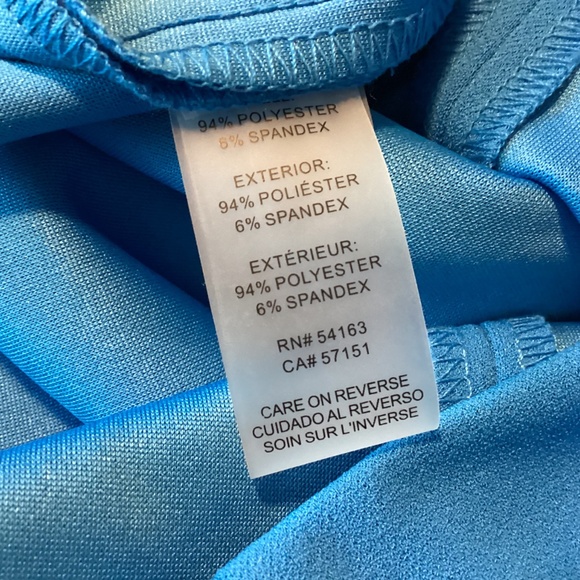 94% POLYESTER
6% SPANDEX
EXTERIOR:
94% POLIÉSTER
6% SPANDEX
EXTÉRIEUR:
94% POLYESTER
6% SPANDEX
RN# 54163
CA# 57151
CARE ON REVERSE
CUIDADO AL REVERSO
SOIN SUR L'INVERSE